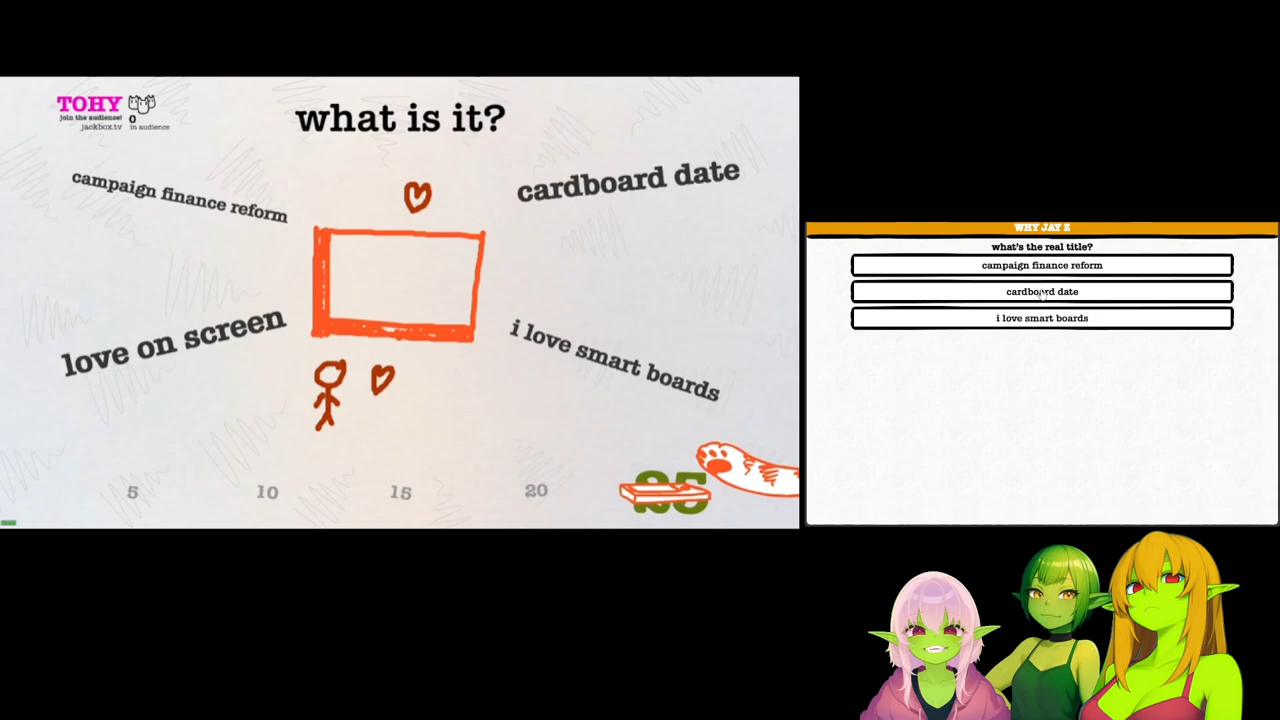 TOHY
join the audience!
jackbox.tv
0
in audience
what is it?
campaign finance reform
cardboard date
love on screen
i love smart boards
5
10
15
20
25
WHY JAY Z
what's the real title?
campaign finance reform
cardboard date
i love smart boards